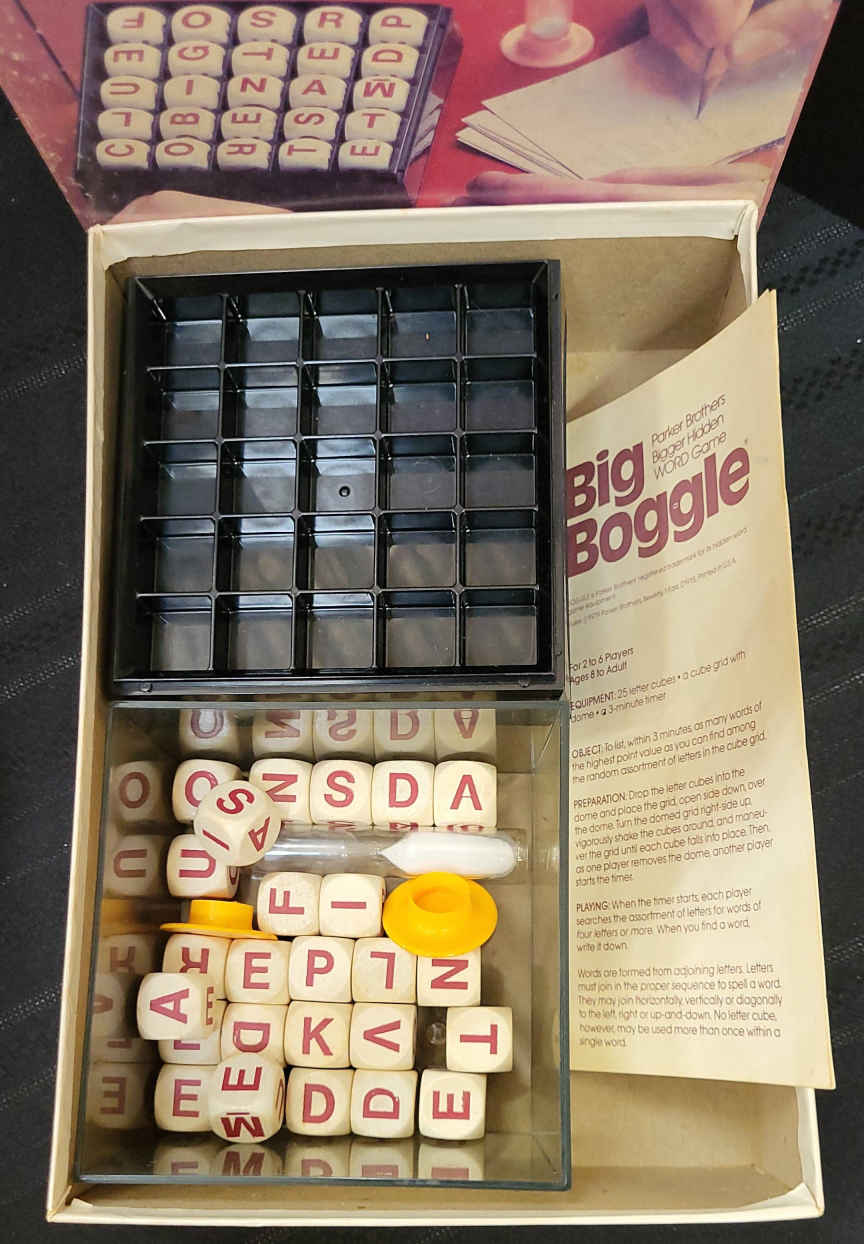 F O S R P
E G T E D
U I N A M
L B E S T
C O R T E
Big
Boggle
Parker Brothers
Bigger Hidden
WORD Game
For 2 to 6 Players
Ages 8 to Adult
EQUIPMENT: 25 letter cubes • a cube grid with
dome • a 3-minute timer
OBJECT: To list, within 3 minutes, as many words of
the highest point value as you can find among
the random assortment of letters in the cube grid.
PREPARATION: Drop the letter cubes into the
dome and place the grid, open side down, over
the dome. Turn the domed grid right-side up,
vigorously shake the cubes around, and maneu-
ver the grid until each cube falls into place. Then,
as one player removes the dome, another player
starts the timer.
PLAYING: When the timer starts, each player
searches the assortment of letters for words of
four letters or more. When you find a word,
write it down.
Words are formed from adjoining letters. Letters
must join in the proper sequence to spell a word.
They may join horizontally, vertically or diagonally
to the left, right or up-and-down. No letter cube,
however, may be used more than once within a
single word.
O N S D V
S A I
U
F I
R E P L N
A
D K V T
E E M D D E